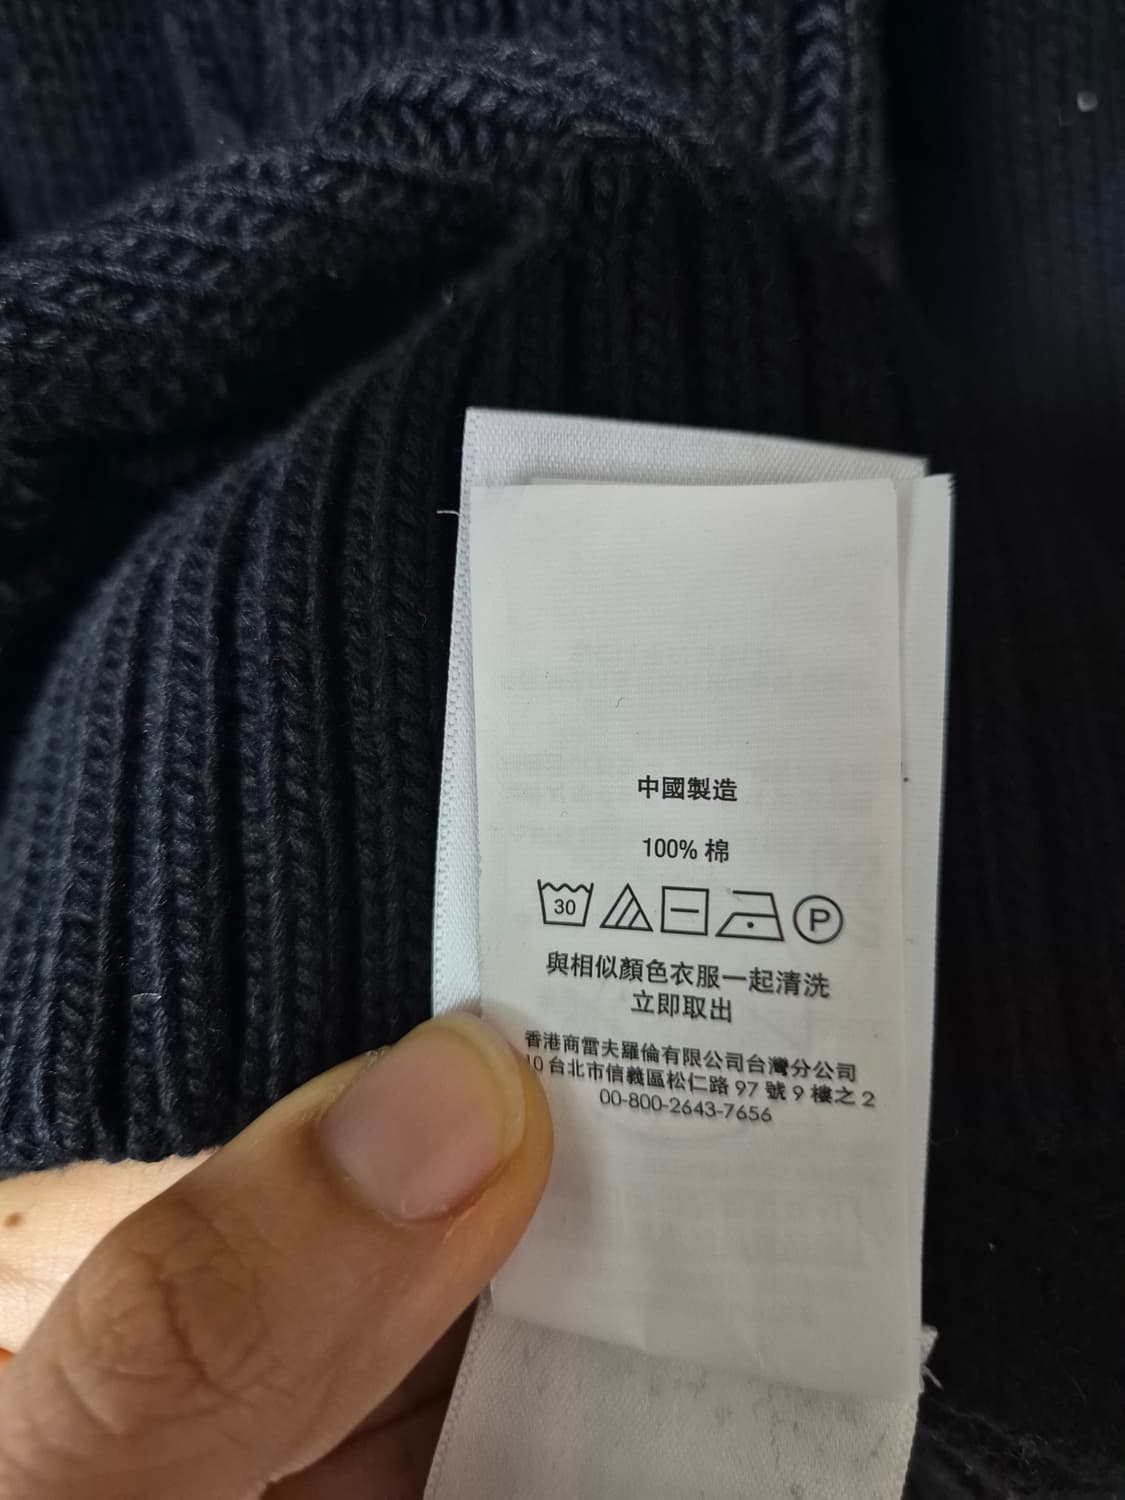 中國製造
100% 棉
30 P
與相似顏色衣服一起清洗
立即取出
香港商雷夫羅倫有限公司台灣分公司
10 台北市信義區松仁路 97 號 9 樓之 2
00-800-2643-7656